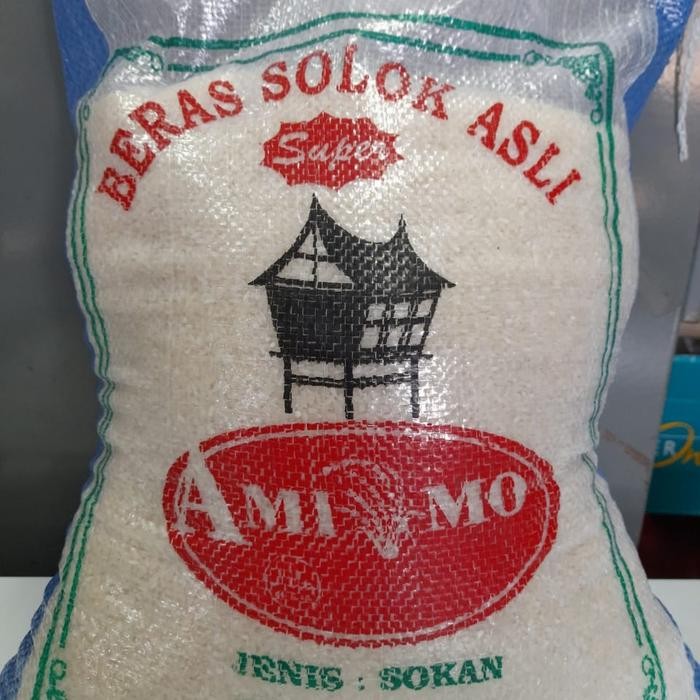 BERAS SOLOK ASLI
Super
AMI MO
JENIS : SOKAN